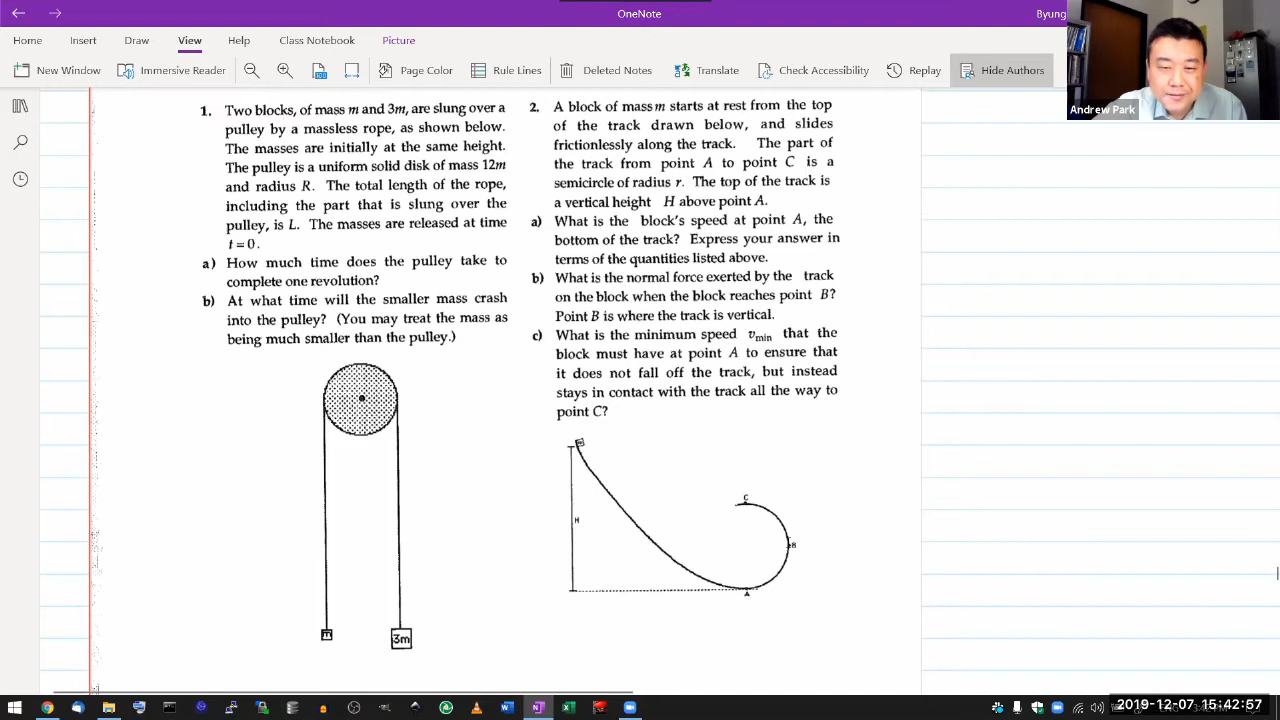 OneNote
Byung
Home Insert Draw View Help Class Notebook Picture
New Window Immersive Reader Page Color Rule Lines Deleted Notes Translate Check Accessibility Replay Hide Authors
Andrew Park
1. Two blocks, of mass m and 3m, are slung over a
pulley by a massless rope, as shown below.
The masses are initially at the same height.
The pulley is a uniform solid disk of mass 12m
and radius R. The total length of the rope,
including the part that is slung over the
pulley, is L. The masses are released at time
t = 0.
a) How much time does the pulley take to
complete one revolution?
b) At what time will the smaller mass crash
into the pulley? (You may treat the mass as
being much smaller than the pulley.)
m
3m
2. A block of mass m starts at rest from the top
of the track drawn below, and slides
frictionlessly along the track. The part of
the track from point A to point C is a
semicircle of radius r. The top of the track is
a vertical height H above point A.
a) What is the block's speed at point A, the
bottom of the track? Express your answer in
terms of the quantities listed above.
b) What is the normal force exerted by the track
on the block when the block reaches point B?
Point B is where the track is vertical.
c) What is the minimum speed vmin that the
block must have at point A to ensure that
it does not fall off the track, but instead
stays in contact with the track all the way to
point C?
m
C
H
B
A
2019-12-07 15:42:57